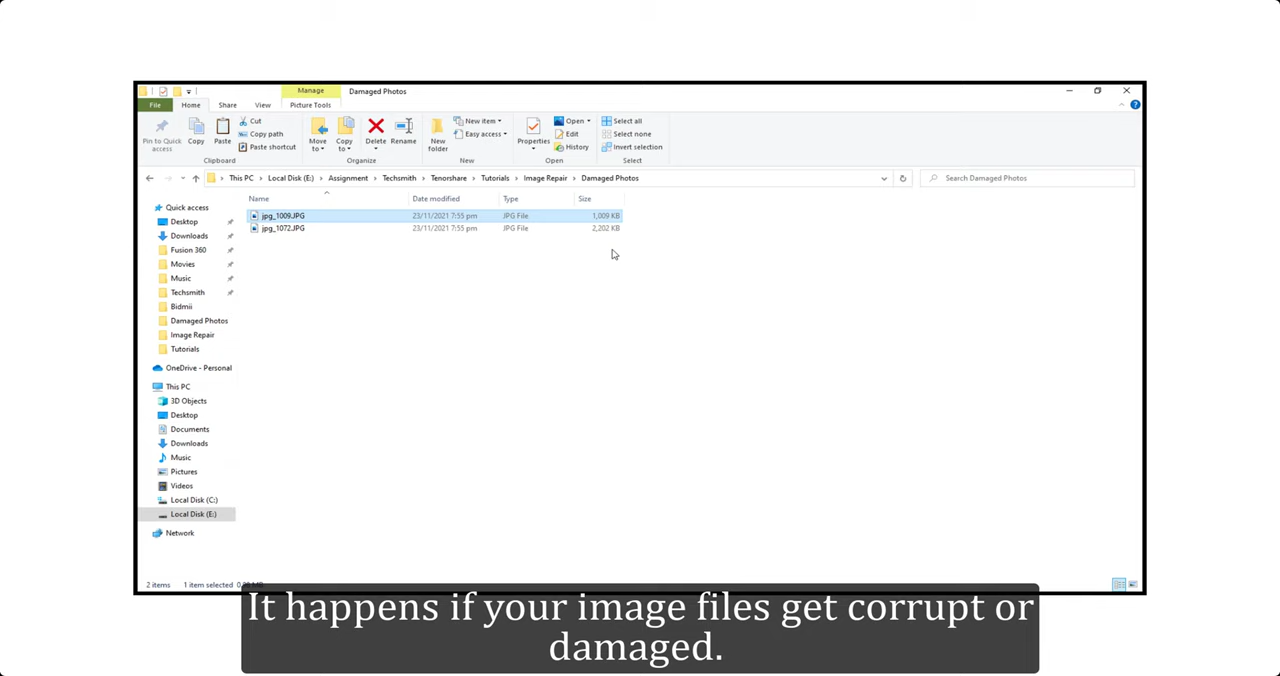 Manage Damaged Photos
File Home Share View Picture Tools
Pin to Quick access
Copy
Paste
Cut
Copy path
Paste shortcut
Clipboard
Move to
Copy to
Delete
Rename
Organize
New folder
New item
Easy access
New
Properties
Open
Edit
History
Open
Select all
Select none
Invert selection
Select
This PC > Local Disk (E:) > Assignment > Techsmith > Tenorshare > Tutorials > Image Repair > Damaged Photos
Search Damaged Photos
Name Date modified Type Size
jpg_1009.JPG 23/11/2021 7:55 pm JPG File 1,009 KB
jpg_1072.JPG 23/11/2021 7:55 pm JPG File 2,202 KB
Quick access
Desktop
Downloads
Fusion 360
Movies
Music
Techsmith
Bidmii
Damaged Photos
Image Repair
Tutorials
OneDrive - Personal
This PC
3D Objects
Desktop
Documents
Downloads
Music
Pictures
Videos
Local Disk (C:)
Local Disk (E:)
Network
2 items 1 item selected
It happens if your image files get corrupt or
damaged.